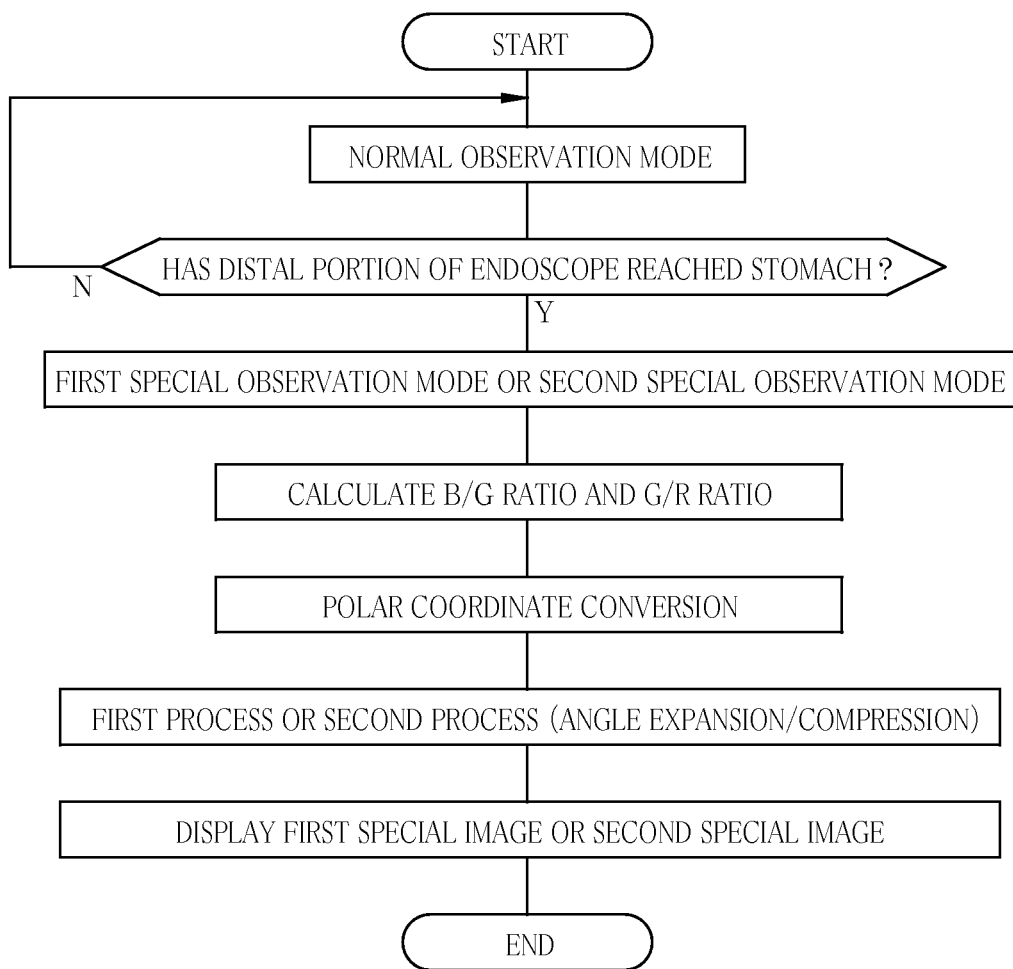 START
NORMAL OBSERVATION MODE
HAS DISTAL PORTION OF ENDOSCOPE REACHED STOMACH?
N
Y
FIRST SPECIAL OBSERVATION MODE OR SECOND SPECIAL OBSERVATION MODE
CALCULATE B/G RATIO AND G/R RATIO
POLAR COORDINATE CONVERSION
FIRST PROCESS OR SECOND PROCESS (ANGLE EXPANSION/COMPRESSION)
DISPLAY FIRST SPECIAL IMAGE OR SECOND SPECIAL IMAGE
END